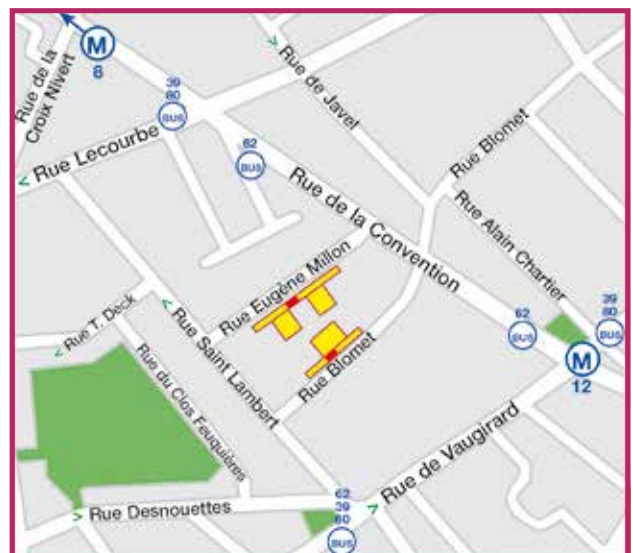 M
8
Rue de la
Croix Nivert
39
80
BUS
Rue Lecourbe
62
BUS
Rue de Javel
Rue Blomet
Rue de la Convention
Rue Alain Chartier
Rue Eugène Millon
Rue T. Deck
Rue Saint Lambert
Rue du Clos Feuquières
Rue Blomet
62
BUS
39
80
BUS
M
12
Rue de Vaugirard
Rue Desnouettes
62
39
80
BUS